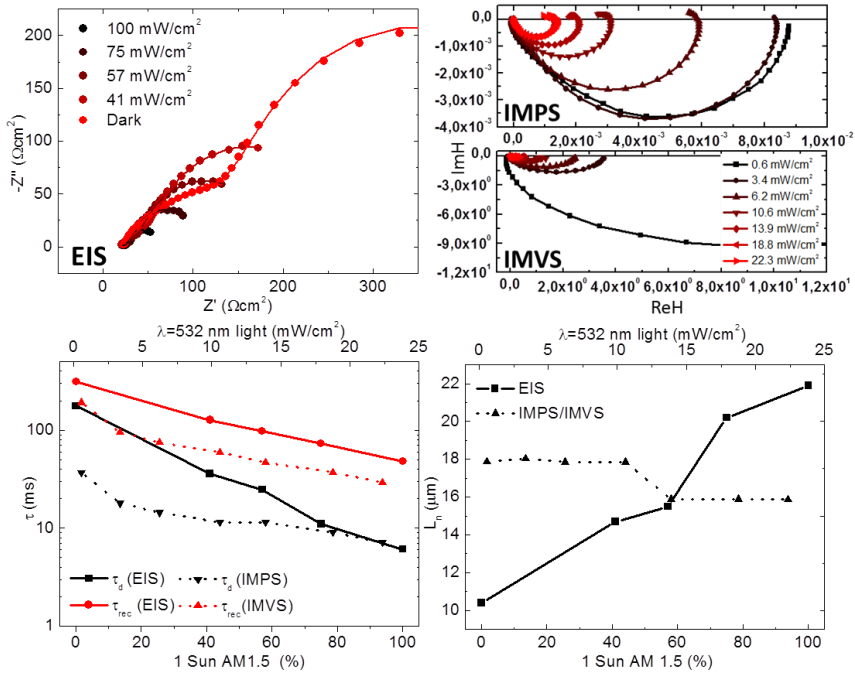 100 mW/cm²
75 mW/cm²
57 mW/cm²
41 mW/cm²
Dark
200
150
100
50
0
-Z'' (Ωcm²)
EIS
0 50 100 150 200 250 300
Z' (Ωcm²)
0,0
-1,0x10⁻³
-2,0x10⁻³
-3,0x10⁻³
-4,0x10⁻³
IMPS
0,0 2,0x10⁻³ 4,0x10⁻³ 6,0x10⁻³ 8,0x10⁻³ 1,0x10⁻²
ImH
0,0
-3,0x10⁰
-6,0x10⁰
-9,0x10⁰
-1,2x10¹
IMVS
0.6 mW/cm²
3.4 mW/cm²
6.2 mW/cm²
10.6 mW/cm²
13.9 mW/cm²
18.8 mW/cm²
22.3 mW/cm²
0,0 2,0x10⁰ 4,0x10⁰ 6,0x10⁰ 8,0x10⁰ 1,0x10¹ 1,2x10¹
ReH
λ=532 nm light (mW/cm²)
0 5 10 15 20 25
100
10
1
τ (ms)
τd (EIS) τd (IMPS)
τrec (EIS) τrec (IMVS)
0 20 40 60 80 100
1 Sun AM1.5 (%)
λ=532 nm light (mW/cm²)
0 4 8 12 16 20 24
EIS
IMPS/IMVS
22
20
18
16
14
12
10
Ln (μm)
0 20 40 60 80 100
1 Sun AM 1.5 (%)